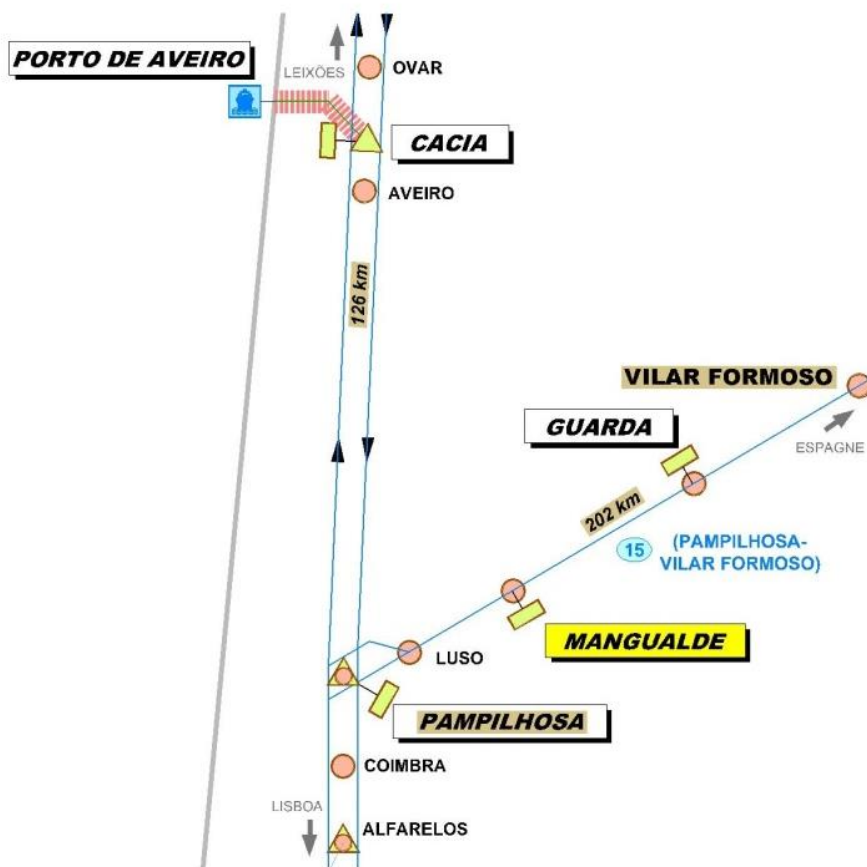 PORTO DE AVEIRO
LEIXÕES
OVAR
CACIA
AVEIRO
126 km
VILAR FORMOSO
GUARDA
ESPAGNE
202 km
15
(PAMPILHOSA-
VILAR FORMOSO)
MANGUALDE
LUSO
PAMPILHOSA
COIMBRA
LISBOA
ALFARELOS